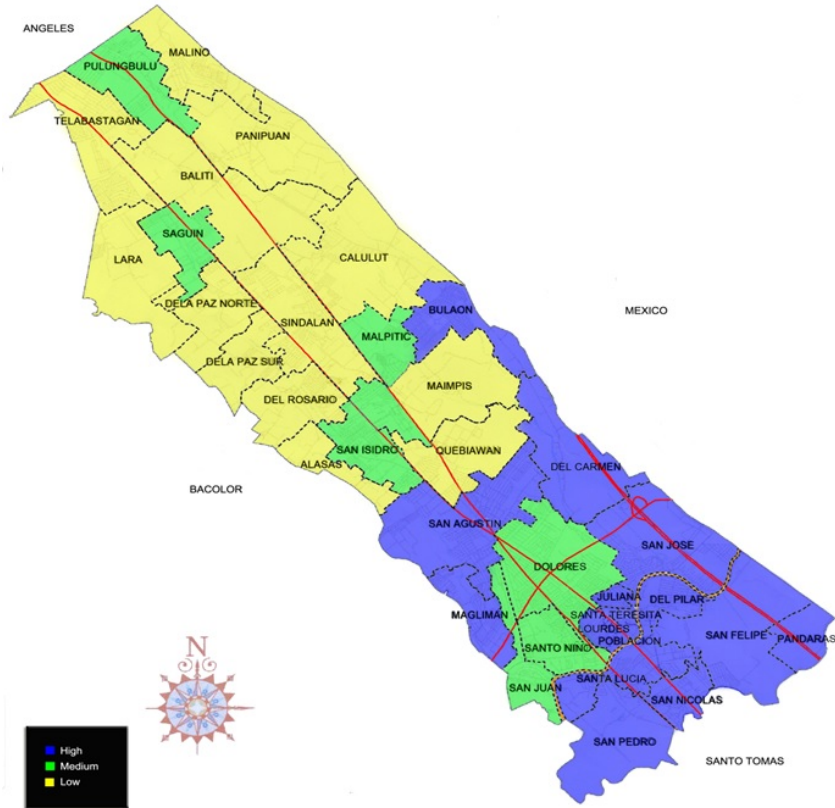 ANGELES
MALINO
PULUNGBULU
TELABASTAGAN
PANIPUAN
BALITI
SAGUIN
LARA
CALULUT
DELA PAZ NORTE
BULAON
MEXICO
SINDALAN
MALPITIC
DELA PAZ SUR
MAIMPIS
DEL ROSARIO
SAN ISIDRO
QUEBIAWAN
ALASAS
DEL CARMEN
BACOLOR
SAN AGUSTIN
SAN JOSE
DOLORES
JULIANA
DEL PILAR
MAGLIMAN
SANTA TERESITA
LOURDES
SAN FELIPE
PANDARAS
POBLACION
SANTO NINO
N
SANTA LUCIA
SAN JUAN
SAN NICOLAS
SAN PEDRO
SANTO TOMAS
High
Medium
Low